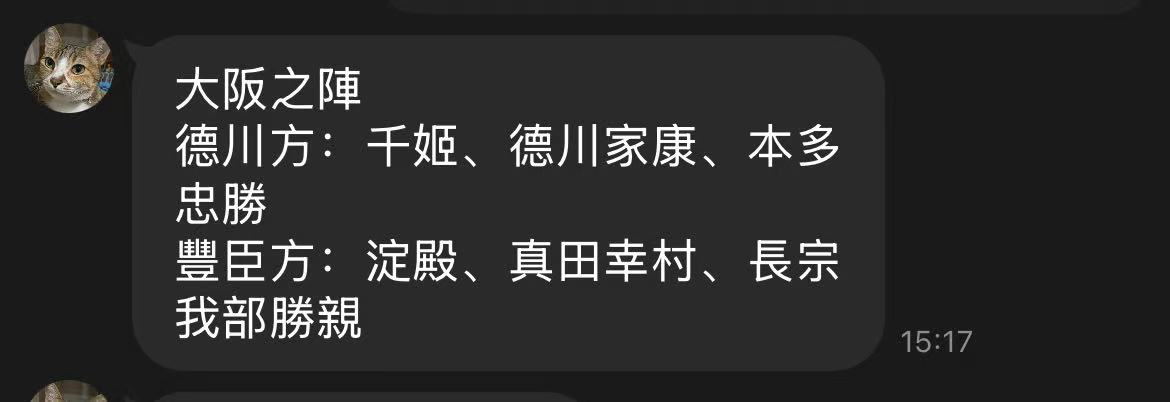 大阪之陣
德川方：千姬、德川家康、本多
忠勝
豐臣方：淀殿、真田幸村、長宗
我部勝親
15:17